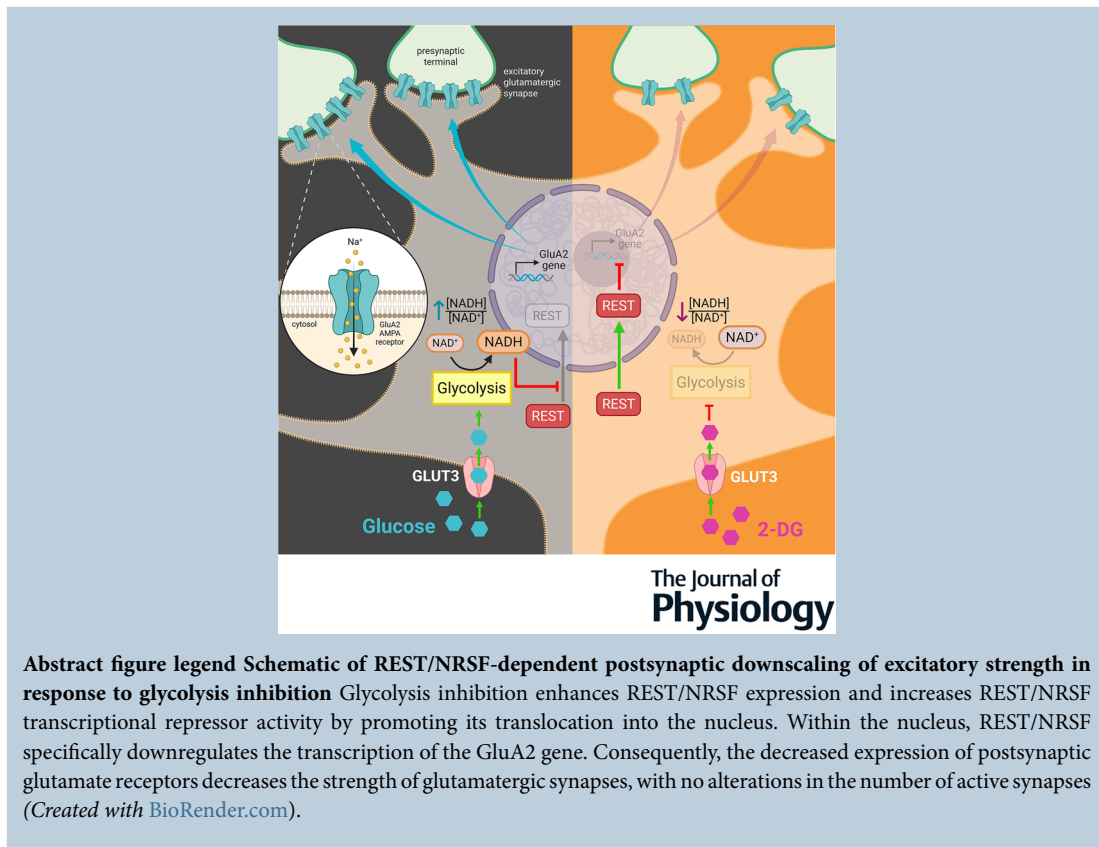 presynaptic
terminal
excitatory
glutamatergic
synapse
Na⁺
cytosol
GluA2
AMPA
receptor
GluA2
gene
↑ [NADH]
[NAD⁺]
REST
NAD⁺
NADH
Glycolysis
REST
GLUT3
Glucose
GluA2
gene
REST
↓ [NADH]
[NAD⁺]
NADH
NAD⁺
Glycolysis
REST
GLUT3
2-DG
The Journal of
Physiology
Abstract figure legend Schematic of REST/NRSF-dependent postsynaptic downscaling of excitatory strength in
response to glycolysis inhibition Glycolysis inhibition enhances REST/NRSF expression and increases REST/NRSF
transcriptional repressor activity by promoting its translocation into the nucleus. Within the nucleus, REST/NRSF
specifically downregulates the transcription of the GluA2 gene. Consequently, the decreased expression of postsynaptic
glutamate receptors decreases the strength of glutamatergic synapses, with no alterations in the number of active synapses
(Created with BioRender.com).